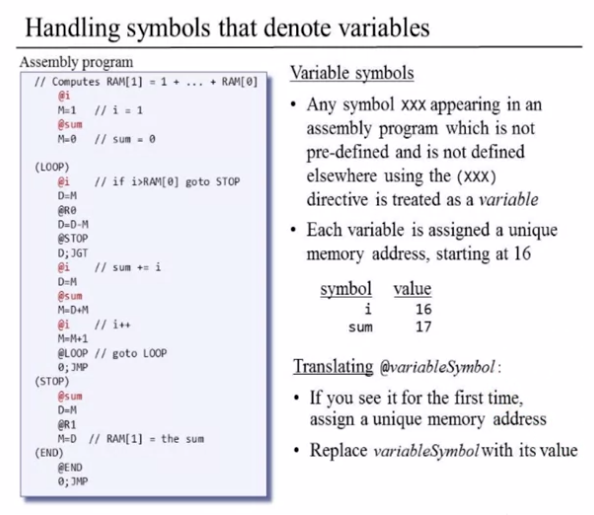 Handling symbols that denote variables
Assembly program
// Computes RAM[1] = 1 + ... + RAM[0]
@i
M=1 // i = 1
@sum
M=0 // sum = 0
(LOOP)
@i // if i>RAM[0] goto STOP
D=M
@R0
D=D-M
@STOP
D;JGT
@i // sum += i
D=M
@sum
M=D+M
@i // i++
M=M+1
@LOOP // goto LOOP
0;JMP
(STOP)
@sum
D=M
@R1
M=D // RAM[1] = the sum
(END)
@END
0;JMP
Variable symbols
• Any symbol xxx appearing in an
assembly program which is not
pre-defined and is not defined
elsewhere using the (xxx)
directive is treated as a variable
• Each variable is assigned a unique
memory address, starting at 16
symbol value
i 16
sum 17
Translating @variableSymbol:
• If you see it for the first time,
assign a unique memory address
• Replace variableSymbol with its value